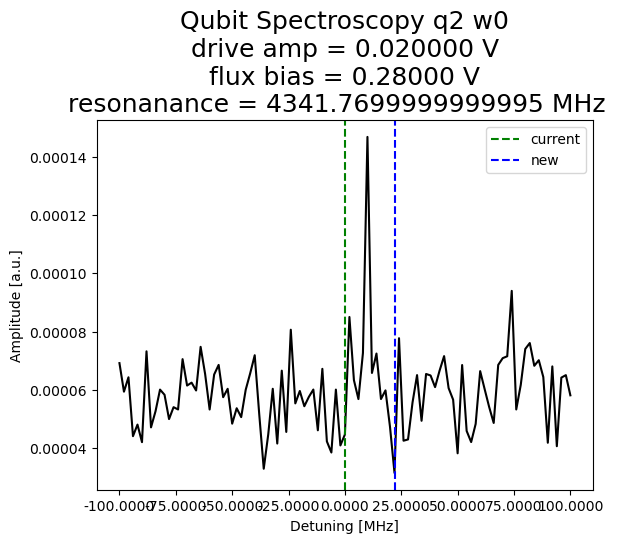 Qubit Spectroscopy q2 w0
drive amp = 0.020000 V
flux bias = 0.28000 V
resonanance = 4341.7699999999995 MHz
current
new
0.00014
0.00012
0.00010
0.00008
0.00006
0.00004
Amplitude [a.u.]
-100.0000 -75.0000 -50.0000 -25.0000 0.0000 25.0000 50.0000 75.0000 100.0000
Detuning [MHz]